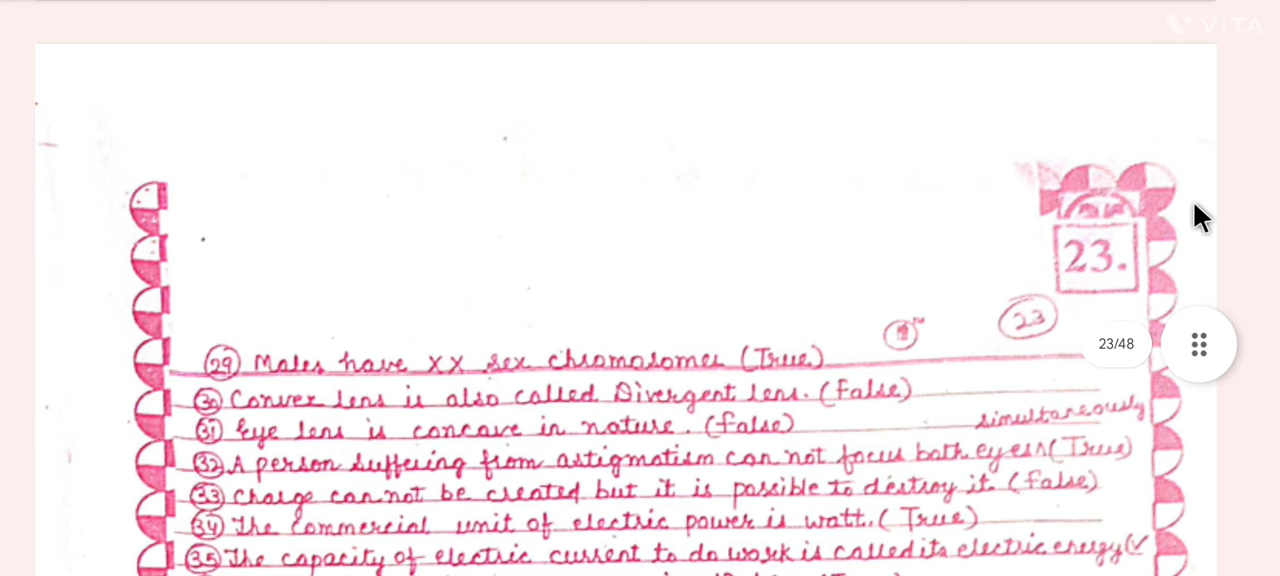 VITA
23.
23
23/48
(29) Males have XX sex chromosomes (True)
(30) Convex lens is also called Divergent lens. (False)
(31) Eye lens is concave in nature. (False)
simultaneously
(32) A person suffering from astigmatism can not focus both eyes (True)
(33) Charge can not be created but it is possible to destroy it. (False)
(34) The Commercial unit of electric power is watt. (True)
(35) The capacity of electric current to do work is called its electric energy (